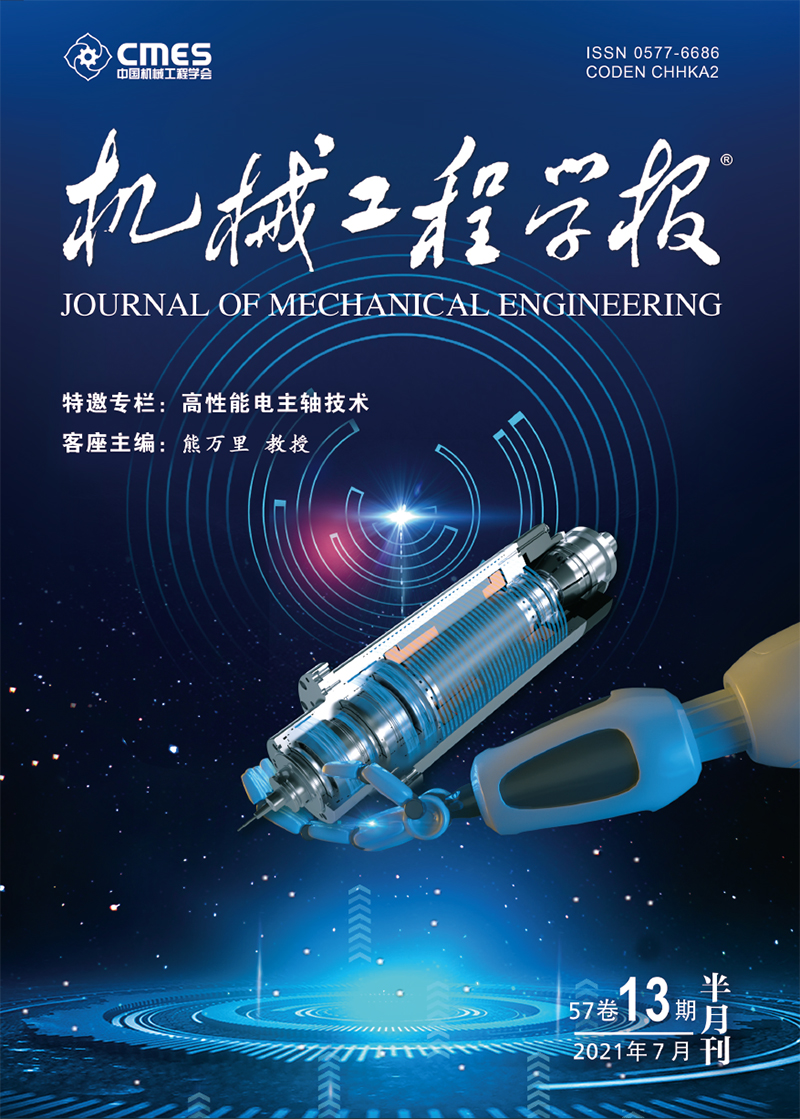 CMES
中国机械工程学会
ISSN 0577-6686
CODEN CHHKA2
机械工程学报®
JOURNAL OF MECHANICAL ENGINEERING
特邀专栏：高性能电主轴技术
客座主编：熊万里 教授
57卷13期
2021年7月
半月刊